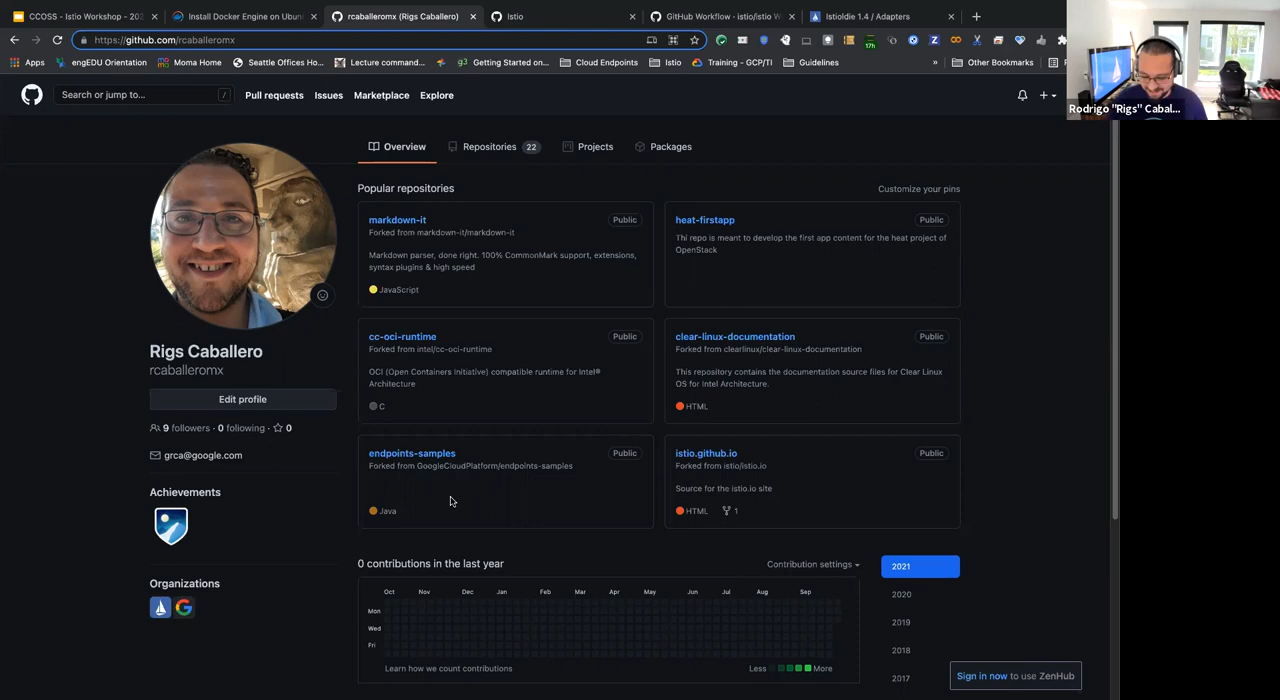 CCOSS - Istio Workshop - 202
Install Docker Engine on Ubun
rcaballeromx (Rigs Caballero)
Istio
GitHub Workflow · istio/istio W
IstioIdie 1.4 / Adapters
https://github.com/rcaballeromx
17h
Apps
engEDU Orientation
Moma Home
Seattle Offices Ho...
Lecture command...
g3 Getting Started on...
Cloud Endpoints
Istio
Training - GCP/TI
Guidelines
»
Other Bookmarks
Rodrigo "Rigs" Cabal...
Search or jump to...
/
Pull requests
Issues
Marketplace
Explore
Overview
Repositories 22
Projects
Packages
Popular repositories
Customize your pins
markdown-it
Public
Forked from markdown-it/markdown-it
Markdown parser, done right. 100% CommonMark support, extensions,
syntax plugins & high speed
JavaScript
heat-firstapp
Public
Thi repo is meant to develop the first app content for the heat project of
OpenStack
cc-oci-runtime
Public
Forked from intel/cc-oci-runtime
OCI (Open Containers Initiative) compatible runtime for Intel®
Architecture
C
clear-linux-documentation
Public
Forked from clearlinux/clear-linux-documentation
This repository contains the documentation source files for Clear Linux
OS for Intel Architecture.
HTML
endpoints-samples
Public
Forked from GoogleCloudPlatform/endpoints-samples
Java
istio.github.io
Public
Forked from istio/istio.io
Source for the istio.io site
HTML 1
Rigs Caballero
rcaballeromx
Edit profile
9 followers · 0 following · 0
grca@google.com
Achievements
Organizations
0 contributions in the last year
Contribution settings
2021
2020
2019
2018
2017
Oct Nov Dec Jan Feb Mar Apr May Jun Jul Aug Sep
Mon
Wed
Fri
Learn how we count contributions
Less
More
Sign in now to use ZenHub